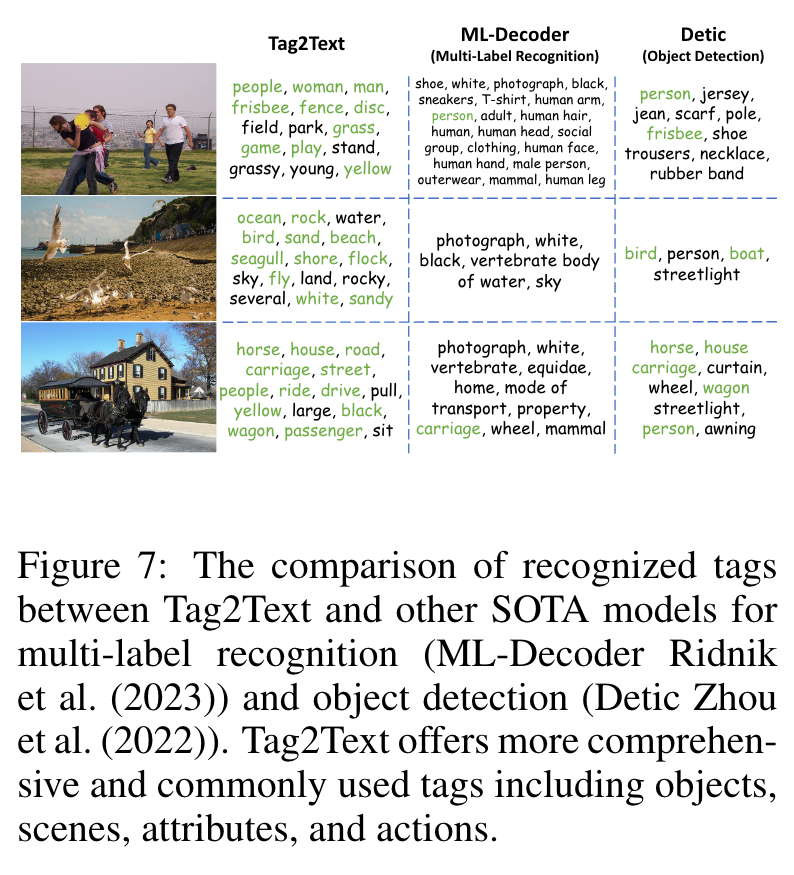 Tag2Text
ML-Decoder
(Multi-Label Recognition)
Detic
(Object Detection)
people, woman, man,
frisbee, fence, disc,
field, park, grass,
game, play, stand,
grassy, young, yellow
shoe, white, photograph, black,
sneakers, T-shirt, human arm,
person, adult, human hair,
human, human head, social
group, clothing, human face,
human hand, male person,
outerwear, mammal, human leg
person, jersey,
jean, scarf, pole,
frisbee, shoe
trousers, necklace,
rubber band
ocean, rock, water,
bird, sand, beach,
seagull, shore, flock,
sky, fly, land, rocky,
several, white, sandy
photograph, white,
black, vertebrate body
of water, sky
bird, person, boat,
streetlight
horse, house, road,
carriage, street,
people, ride, drive, pull,
yellow, large, black,
wagon, passenger, sit
photograph, white,
vertebrate, equidae,
home, mode of
transport, property,
carriage, wheel, mammal
horse, house
carriage, curtain,
wheel, wagon
streetlight,
person, awning
Figure 7: The comparison of recognized tags
between Tag2Text and other SOTA models for
multi-label recognition (ML-Decoder Ridnik
et al. (2023)) and object detection (Detic Zhou
et al. (2022)). Tag2Text offers more comprehen-
sive and commonly used tags including objects,
scenes, attributes, and actions.